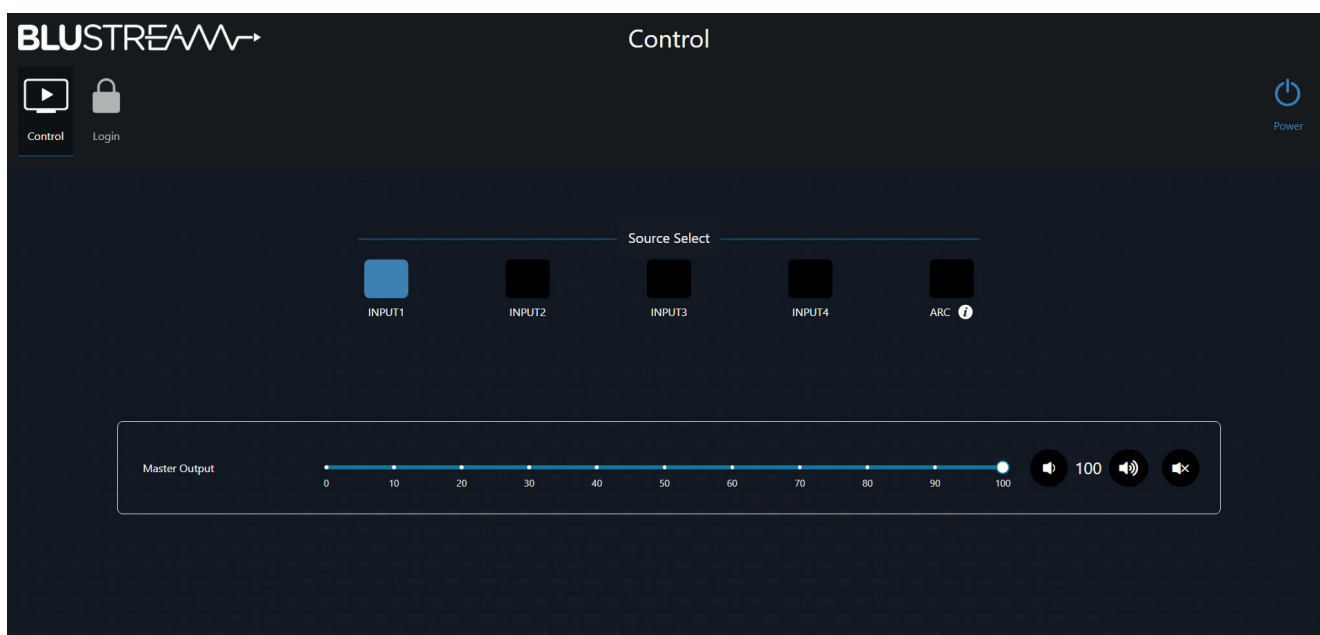 BLUSTREAM
Control
Control
Login
Power
Source Select
INPUT1
INPUT2
INPUT3
INPUT4
ARC i
Master Output
0 10 20 30 40 50 60 70 80 90 100
100